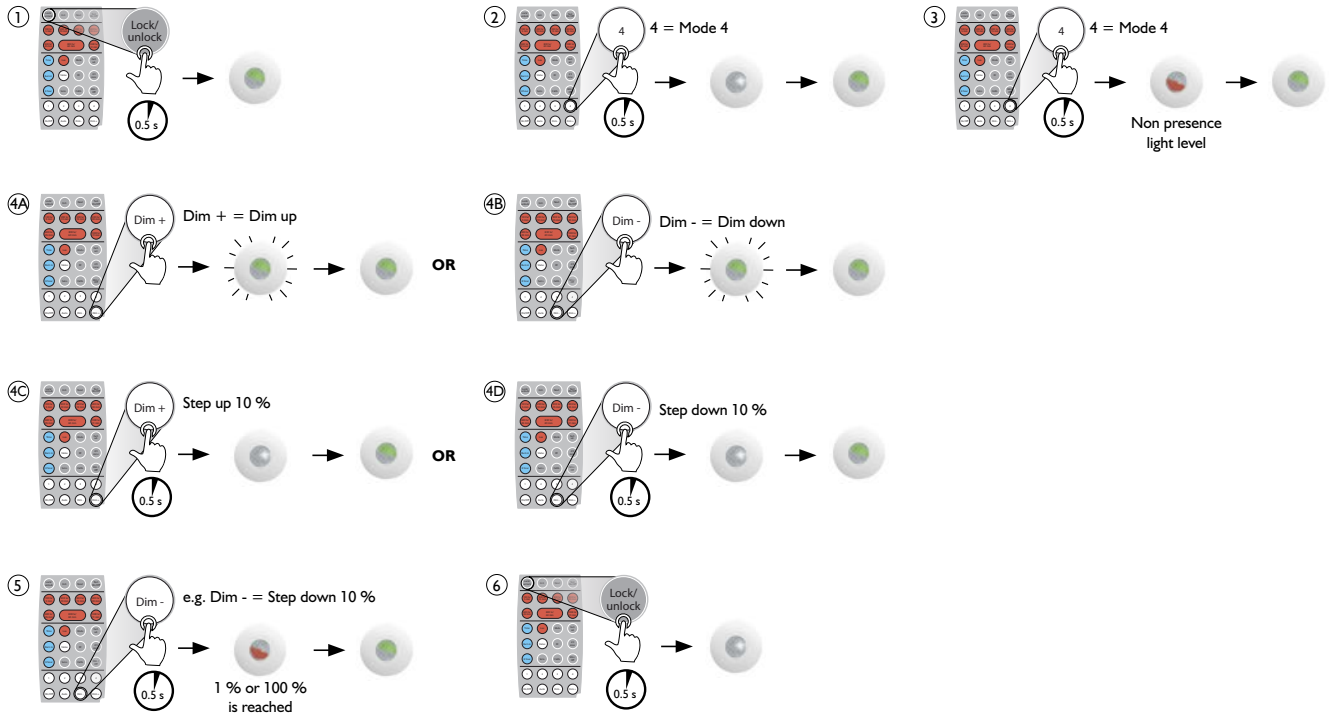 1
Lock/
unlock
0.5 s
2
4
4 = Mode 4
0.5 s
3
4
4 = Mode 4
0.5 s
Non presence
light level
4A
Dim +
Dim + = Dim up
OR
4B
Dim -
Dim - = Dim down
4C
Dim +
Step up 10 %
0.5 s
OR
4D
Dim -
Step down 10 %
0.5 s
5
Dim -
e.g. Dim - = Step down 10 %
0.5 s
1 % or 100 %
is reached
6
Lock/
unlock
0.5 s